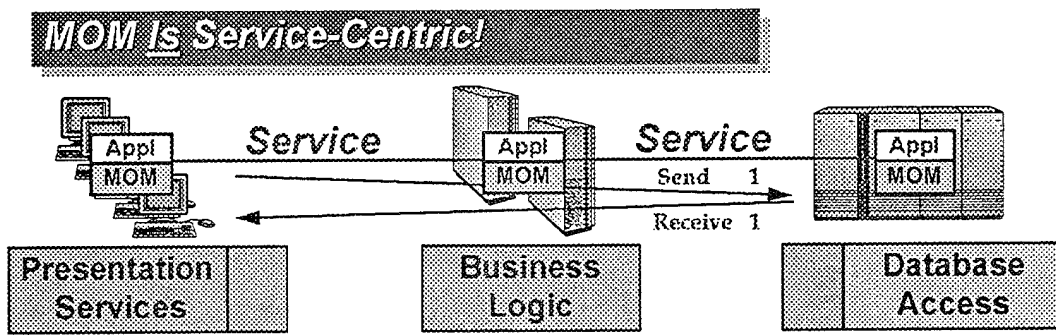 MOM Is Service-Centric!
Appl
MOM
Service
Appl
MOM
Service
Send 1
Receive 1
Appl
MOM
Presentation
Services
Business
Logic
Database
Access